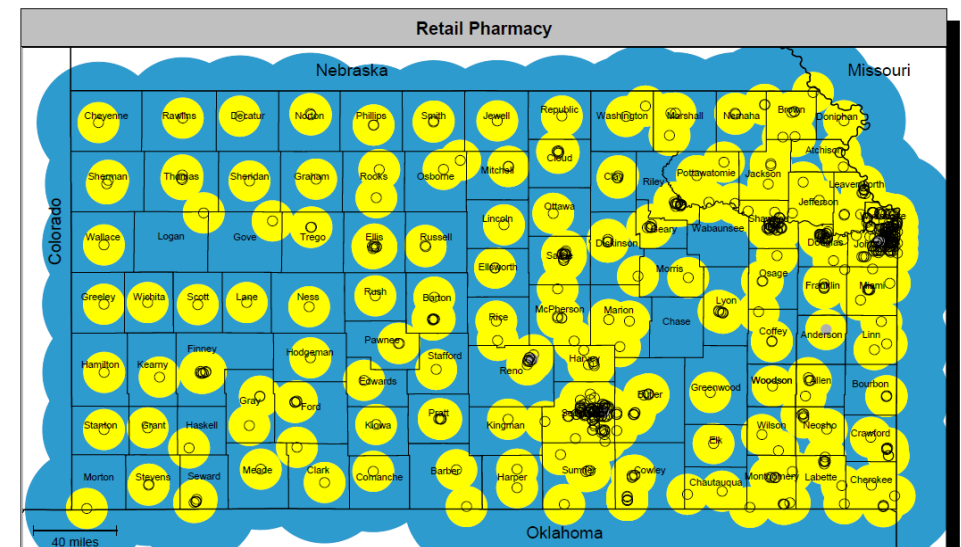 Retail Pharmacy
Nebraska
Missouri
Cheyenne Rawlins Decatur Norton Phillips Smith Jewell Republic Washington Marshall Nemaha Brown Doniphan
Atchison
Cloud
Sherman Thomas Sheridan Graham Rooks Osborne Mitchell Clay Riley Pottawatomie Jackson
Leavenworth
Jefferson
Ottawa
Lincoln
Colorado
Wallace Logan Gove Trego Ellis Russell Saline Dickinson Geary Wabaunsee Shawnee Douglas
Ellsworth Morris Osage
Greeley Wichita Scott Lane Ness Rush Barton Rice McPherson Marion Lyon Franklin Miami
Chase
Coffey Anderson Linn
Pawnee
Hamilton Kearny Finney Hodgeman Stafford Reno Harvey
Edwards
Greenwood Woodson Allen Bourbon
Gray Ford Butler
Stanton Grant Haskell Kiowa Pratt Kingman Wilson Neosho Crawford
Elk
Morton Stevens Seward Meade Clark Comanche Barber Harper Sumner Cowley Chautauqua Montgomery Labette Cherokee
40 miles
Oklahoma